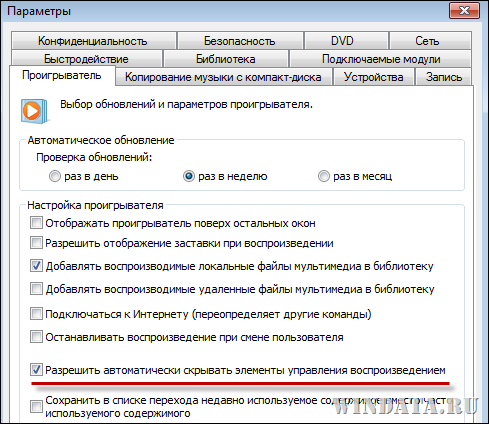 Параметры
Конфиденциальность
Безопасность
DVD
Сеть
Быстродействие
Библиотека
Подключаемые модули
Проигрыватель
Копирование музыки с компакт-диска
Устройства
Запись
Выбор обновлений и параметров проигрывателя.
Автоматическое обновление
Проверка обновлений:
раз в день
раз в неделю
раз в месяц
Настройка проигрывателя
Отображать проигрыватель поверх остальных окон
Разрешить отображение заставки при воспроизведении
Добавлять воспроизводимые локальные файлы мультимедиа в библиотеку
Добавлять воспроизводимые удаленные файлы мультимедиа в библиотеку
Подключаться к Интернету (переопределяет другие команды)
Останавливать воспроизведение при смене пользователя
Разрешить автоматически скрывать элементы управления воспроизведением
Сохранить в списке перехода недавно используемое содержимое вместо часто
используемого содержимого
WINDATA.RU